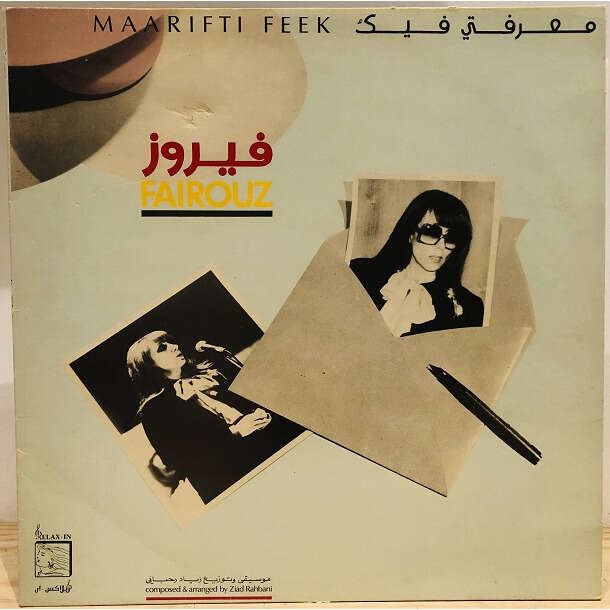 MAARIFTI FEEK معرفتي فيك
فيروز
FAIROUZ
RELAX-IN
ريلاكس-إن
موسيقى وتوزيع زياد رحباني
composed & arranged by Ziad Rahbani